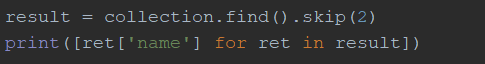 result = collection.find().skip(2)
print([ret['name'] for ret in result])